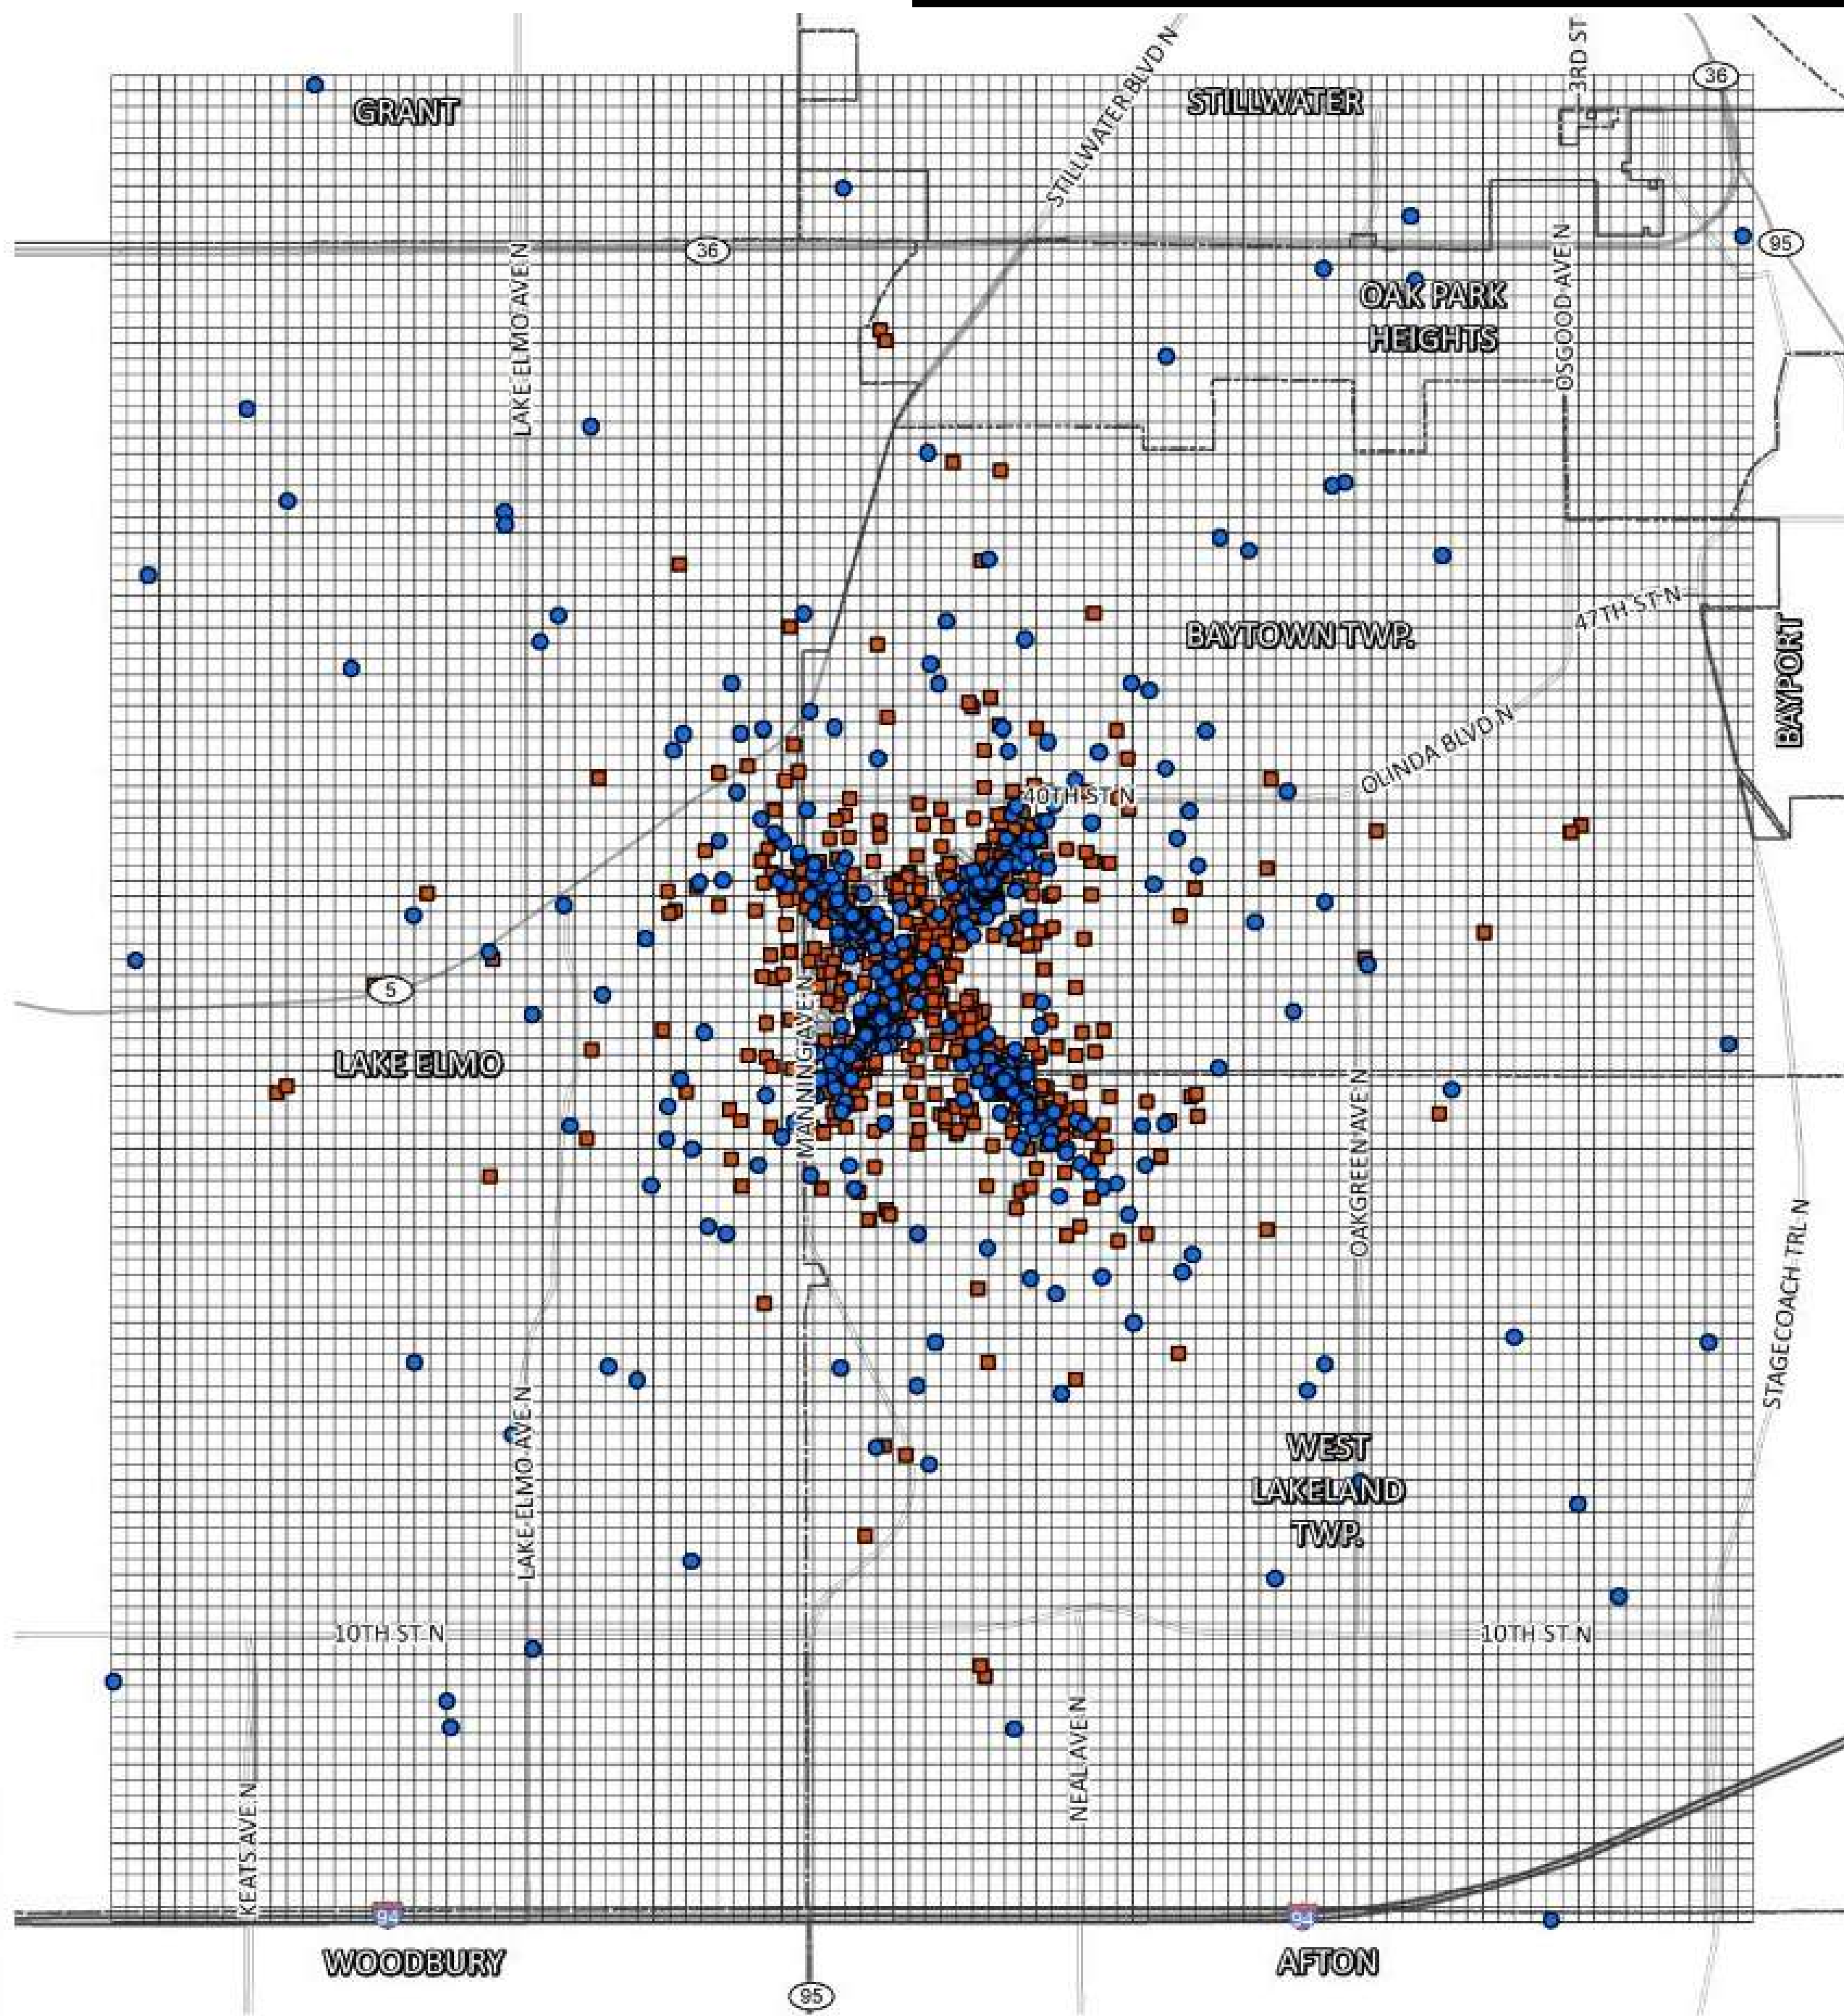 GRANT
STILLWATER
STILLWATER BLVD N
3RD ST
36
36
95
LAKE ELMO AVE N
OSGOOD AVE N
OAK PARK
HEIGHTS
47TH ST N
BAYTOWN TWP.
BAYPORT
OLINDA BLVD N
40TH ST N
5
MANNING AVE N
LAKE ELMO
OAKGREEN AVE N
STAGECOACH TRL N
LAKE ELMO AVE N
WEST
LAKELAND
TWP.
10TH ST N
10TH ST N
NEAL AVE N
KEATS AVE N
94
94
WOODBURY
AFTON
95